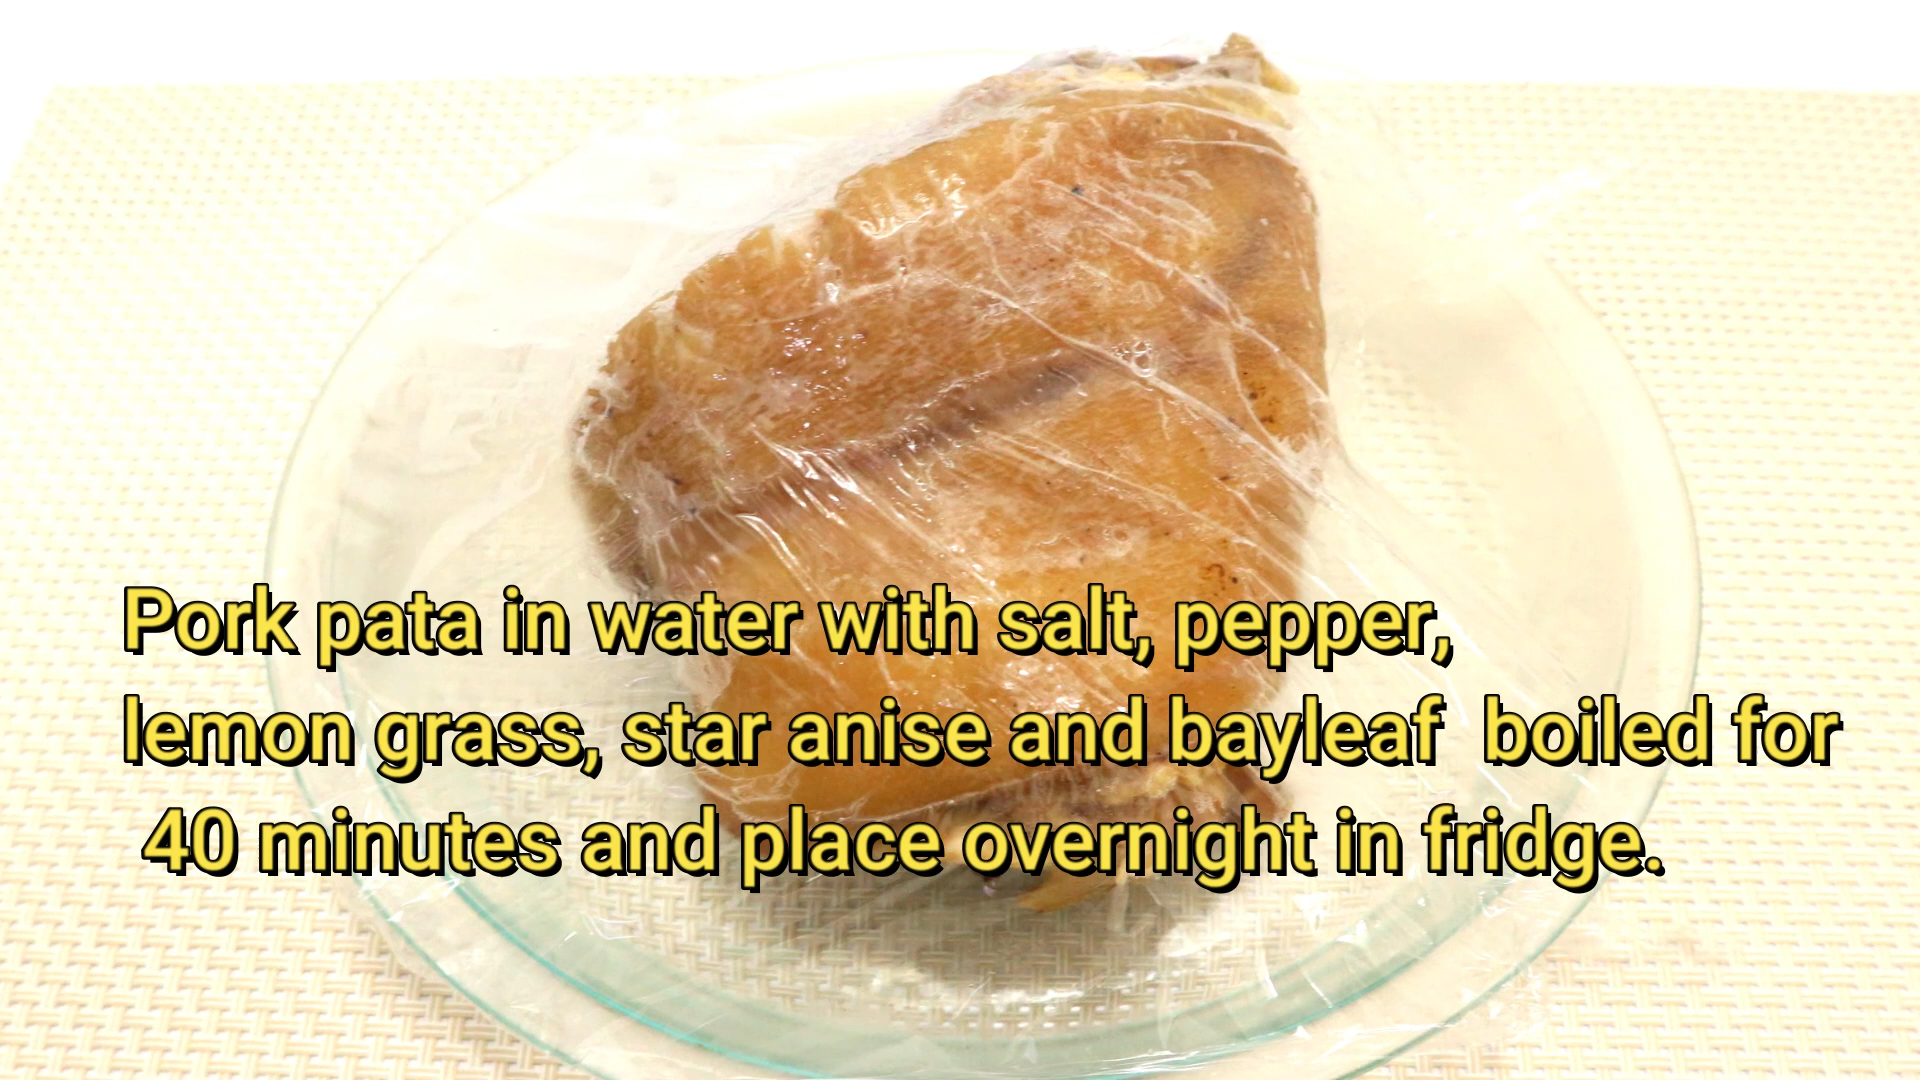 Pork pata in water with salt, pepper,
lemon grass, star anise and bayleaf boiled for
40 minutes and place overnight in fridge.